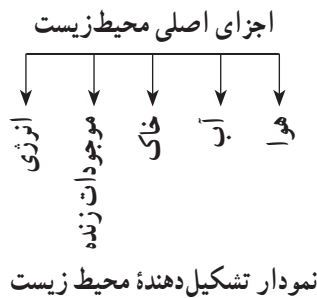 اجزای اصلی محیط‌زیست
هوا
آب
خاک
موجودات زنده
انرژی
نمودار تشکیل‌دهندهٔ محیط زیست